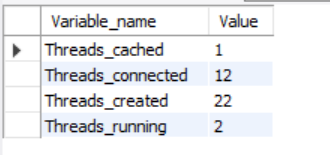 Variable_name Value
Threads_cached 1
Threads_connected 12
Threads_created 22
Threads_running 2